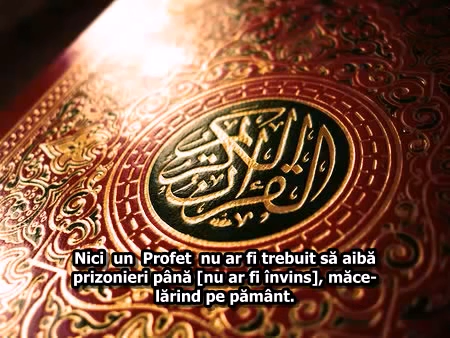 القرآن الكريم
Nici un Profet nu ar fi trebuit să aibă
prizonieri până [nu ar fi învins], măce-
lărind pe pământ.